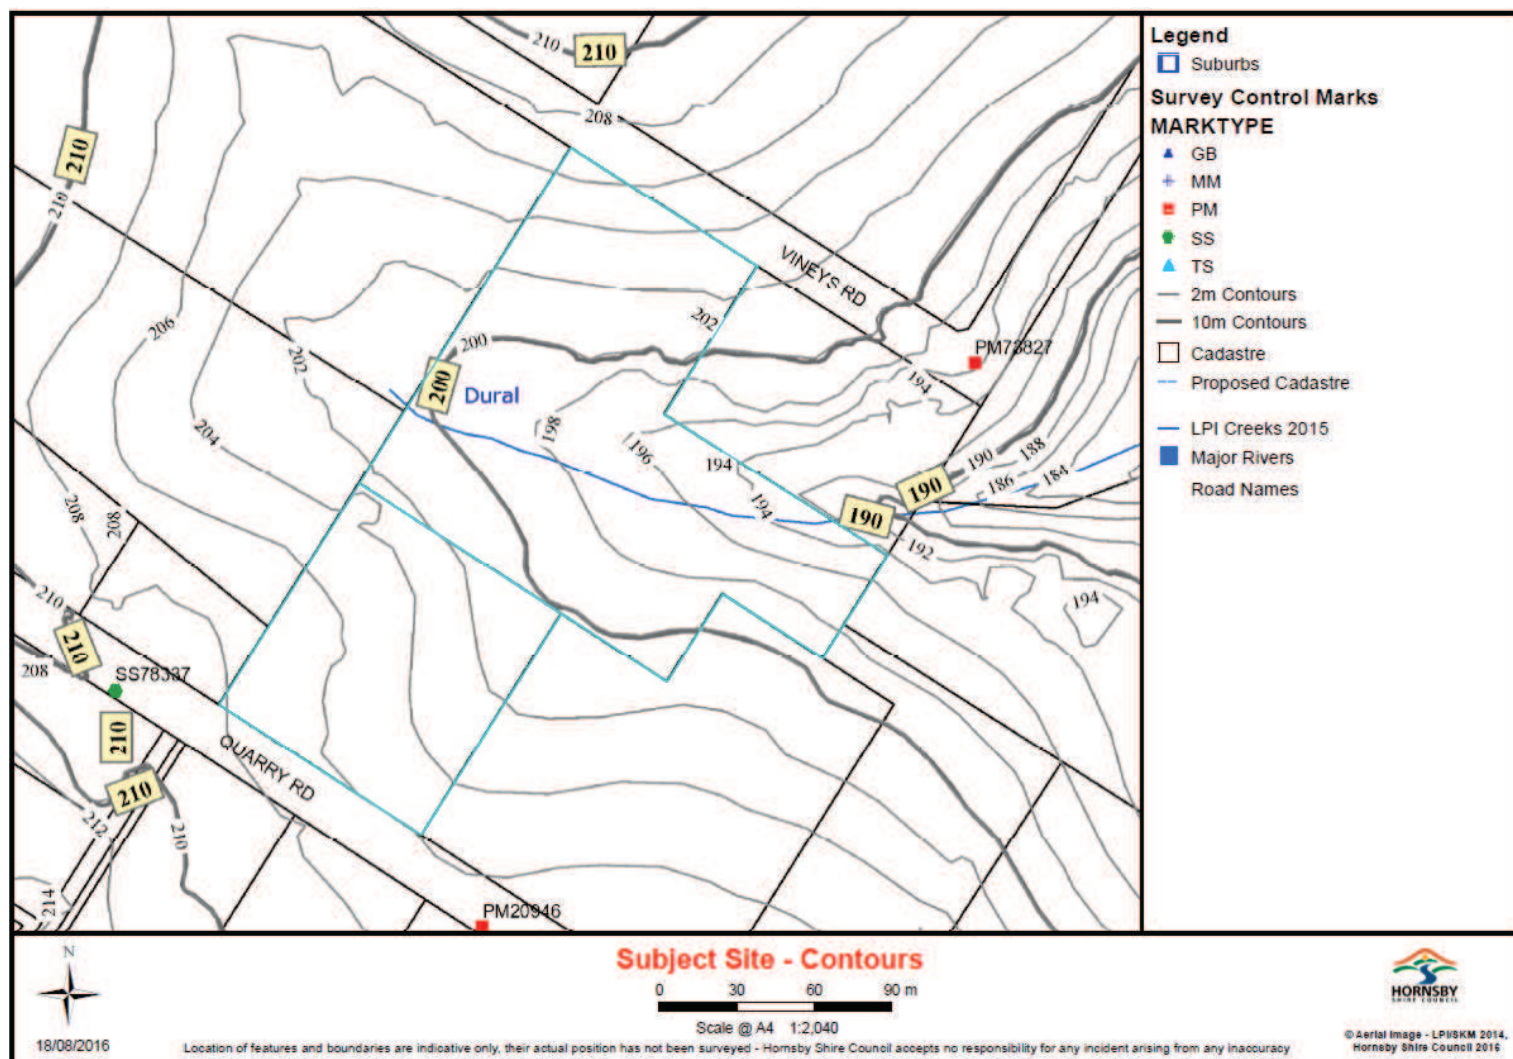 210
210
208
210
210
VINEYS RD
206
202
202
200
200
Dural
PM73827
194
204
198
196
194
194
190
188
190
186
184
190
192
194
208
208
210
210
208
SS78337
210
QUARRY RD
210
212
210
214
PM20946
Legend
Suburbs
Survey Control Marks
MARKTYPE
GB
MM
PM
SS
TS
2m Contours
10m Contours
Cadastre
Proposed Cadastre
LPI Creeks 2015
Major Rivers
Road Names
N
18/08/2016
Subject Site - Contours
0 30 60 90 m
Scale @ A4 1:2,040
Location of features and boundaries are indicative only, their actual position has not been surveyed - Hornsby Shire Council accepts no responsibility for any incident arising from any inaccuracy
HORNSBY
SHIRE COUNCIL
© Aerial Image - LPI/SKM 2014,
Hornsby Shire Council 2016